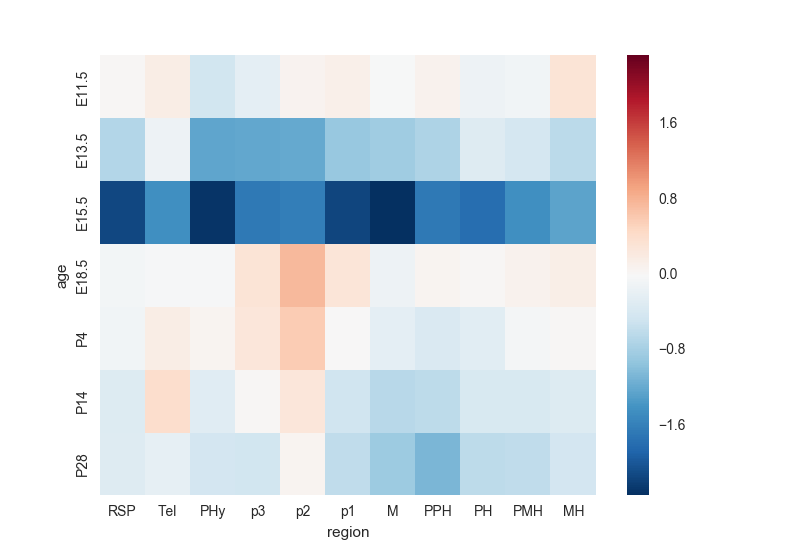 E11.5
E13.5
E15.5
E18.5
P4
P14
P28
age
RSP Tel PHy p3 p2 p1 M PPH PH PMH MH
region
1.6
0.8
0.0
−0.8
−1.6